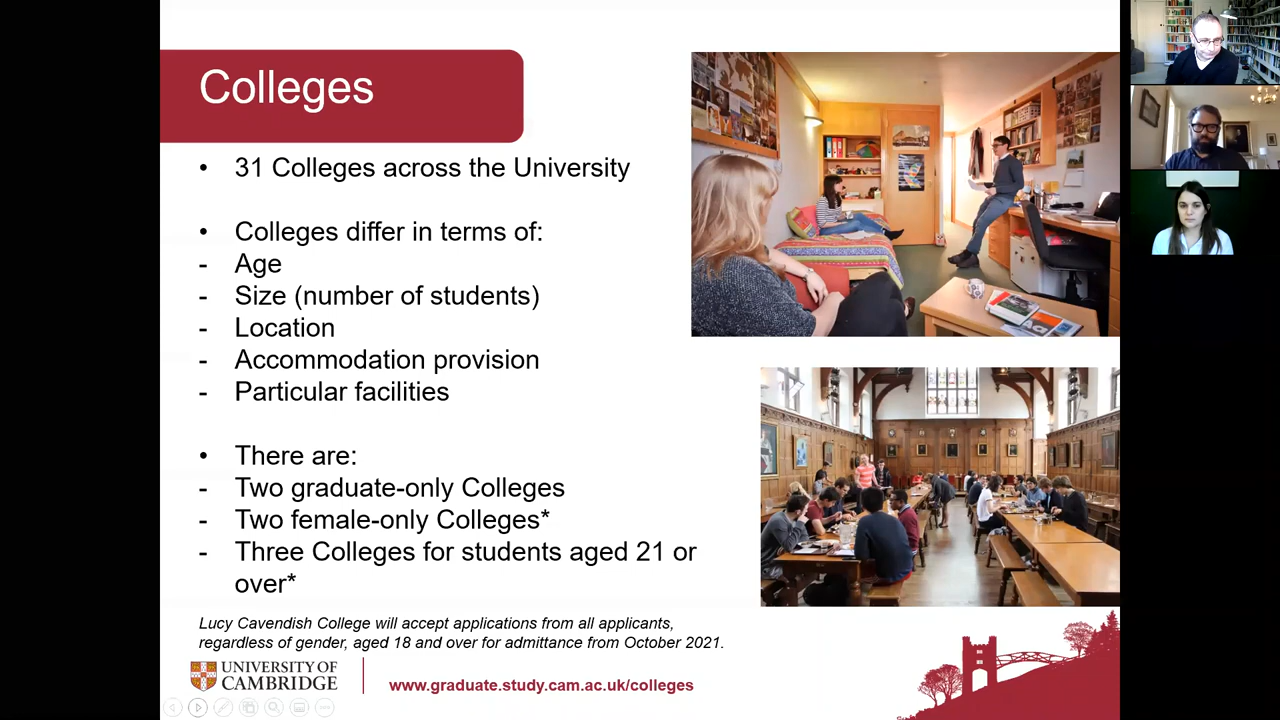 Colleges
• 31 Colleges across the University
• Colleges differ in terms of:
- Age
- Size (number of students)
- Location
- Accommodation provision
- Particular facilities
• There are:
- Two graduate-only Colleges
- Two female-only Colleges*
- Three Colleges for students aged 21 or
over*
Lucy Cavendish College will accept applications from all applicants,
regardless of gender, aged 18 and over for admittance from October 2021.
UNIVERSITY OF
CAMBRIDGE
www.graduate.study.cam.ac.uk/colleges